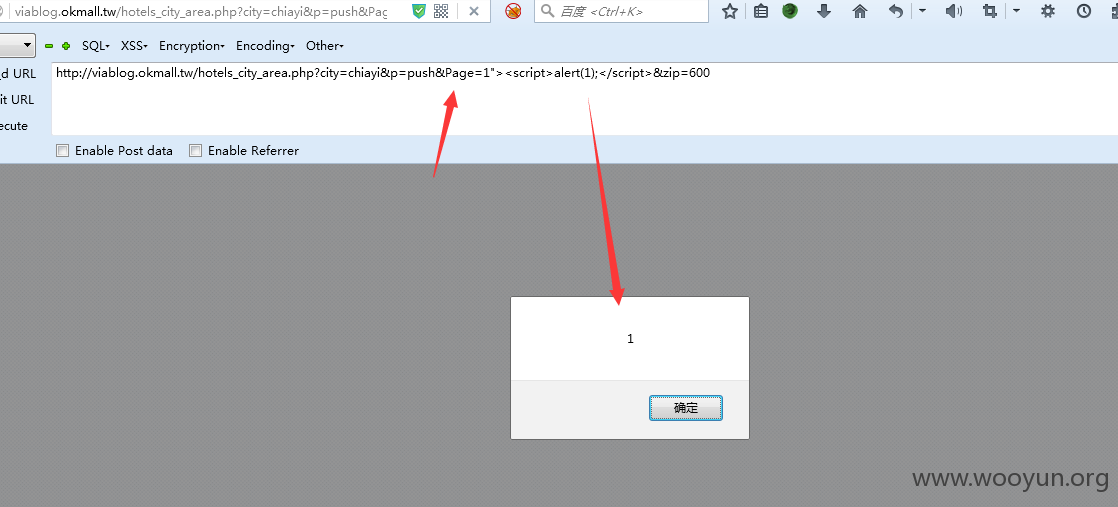 viablog.okmall.tw/hotels_city_area.php?city=chiayi&p=push&Pag
百度 <Ctrl+K>
SQL XSS Encryption Encoding Other
d URL
http://viablog.okmall.tw/hotels_city_area.php?city=chiayi&p=push&Page=1"><script>alert(1);</script>&zip=600
it URL
ecute
Enable Post data Enable Referrer
1
确定
www.wooyun.org